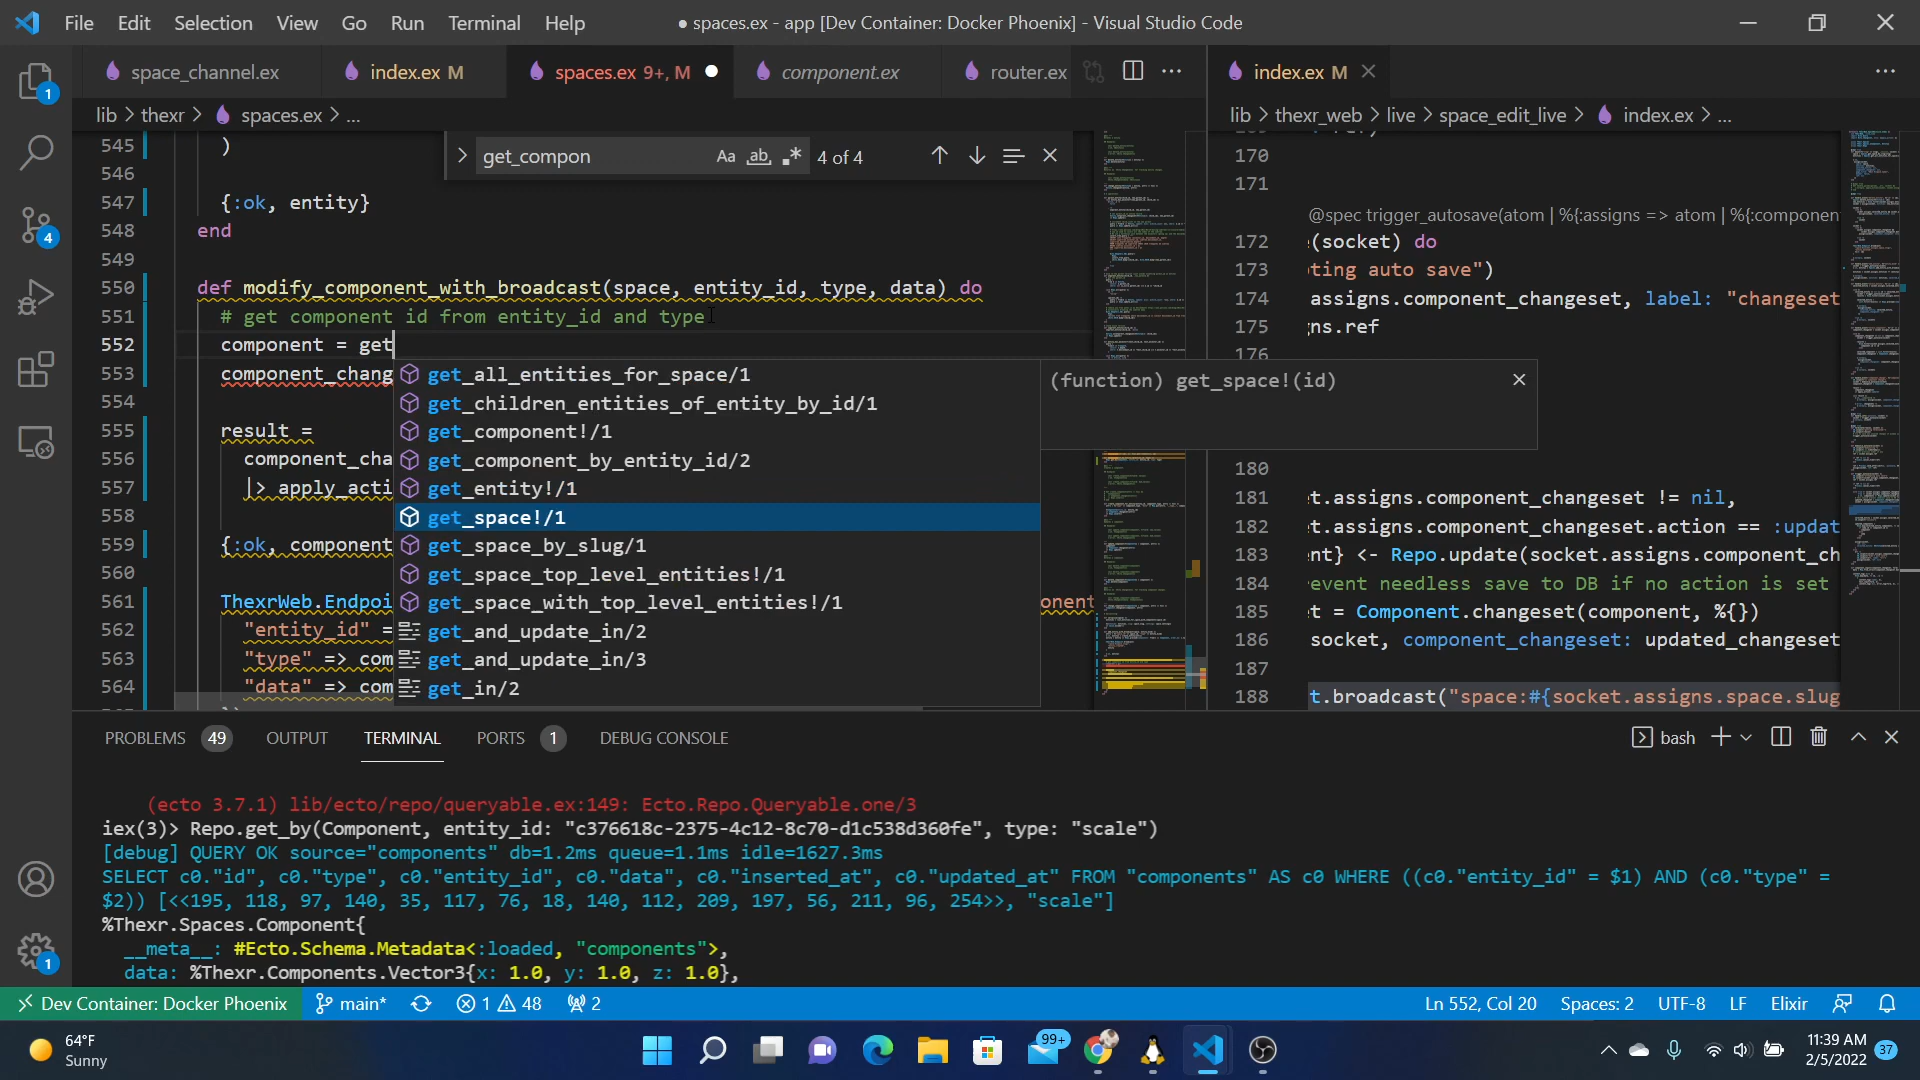 File Edit Selection View Go Run Terminal Help
● spaces.ex - app [Dev Container: Docker Phoenix] - Visual Studio Code
space_channel.ex
index.ex M
spaces.ex 9+, M
component.ex
router.ex
index.ex M
lib > thexr > spaces.ex > ...
lib > thexr_web > live > space_edit_live > index.ex > ...
get_compon
Aa ab 4 of 4
545 )
546
547 {:ok, entity}
548 end
549
550 def modify_component_with_broadcast(space, entity_id, type, data) do
551 # get component id from entity_id and type
552 component = get
553 component_chang
554
555 result =
556 component_cha
557 |> apply_acti
558
559 {:ok, component
560
561 ThexrWeb.Endpoi
onent
562 "entity_id" =
563 "type" => com
564 "data" => com
get_all_entities_for_space/1
get_children_entities_of_entity_by_id/1
get_component!/1
get_component_by_entity_id/2
get_entity!/1
get_space!/1
get_space_by_slug/1
get_space_top_level_entities!/1
get_space_with_top_level_entities!/1
get_and_update_in/2
get_and_update_in/3
get_in/2
(function) get_space!(id)
170
171
@spec trigger_autosave(atom | %{:assigns => atom | %{:componen
172 (socket) do
173 ting auto save")
174 assigns.component_changeset, label: "changeset
175 ns.ref
176
180
181 t.assigns.component_changeset != nil,
182 t.assigns.component_changeset.action == :updat
183 nt} <- Repo.update(socket.assigns.component_ch
184 event needless save to DB if no action is set
185 t = Component.changeset(component, %{})
186 socket, component_changeset: updated_changeset
187
188 t.broadcast("space:#{socket.assigns.space.slug
PROBLEMS 49 OUTPUT TERMINAL PORTS 1 DEBUG CONSOLE
bash
(ecto 3.7.1) lib/ecto/repo/queryable.ex:149: Ecto.Repo.Queryable.one/3
iex(3)> Repo.get_by(Component, entity_id: "c376618c-2375-4c12-8c70-d1c538d360fe", type: "scale")
[debug] QUERY OK source="components" db=1.2ms queue=1.1ms idle=1627.3ms
SELECT c0."id", c0."type", c0."entity_id", c0."data", c0."inserted_at", c0."updated_at" FROM "components" AS c0 WHERE ((c0."entity_id" = $1) AND (c0."type" =
$2)) [<<195, 118, 97, 140, 35, 117, 76, 18, 140, 112, 209, 197, 56, 211, 96, 254>>, "scale"]
%Thexr.Spaces.Component{
__meta__: #Ecto.Schema.Metadata<:loaded, "components">,
data: %Thexr.Components.Vector3{x: 1.0, y: 1.0, z: 1.0},
1
4
1
Dev Container: Docker Phoenix main* 1 48 2
Ln 552, Col 20 Spaces: 2 UTF-8 LF Elixir
64°F
Sunny
99+
11:39 AM
2/5/2022
37